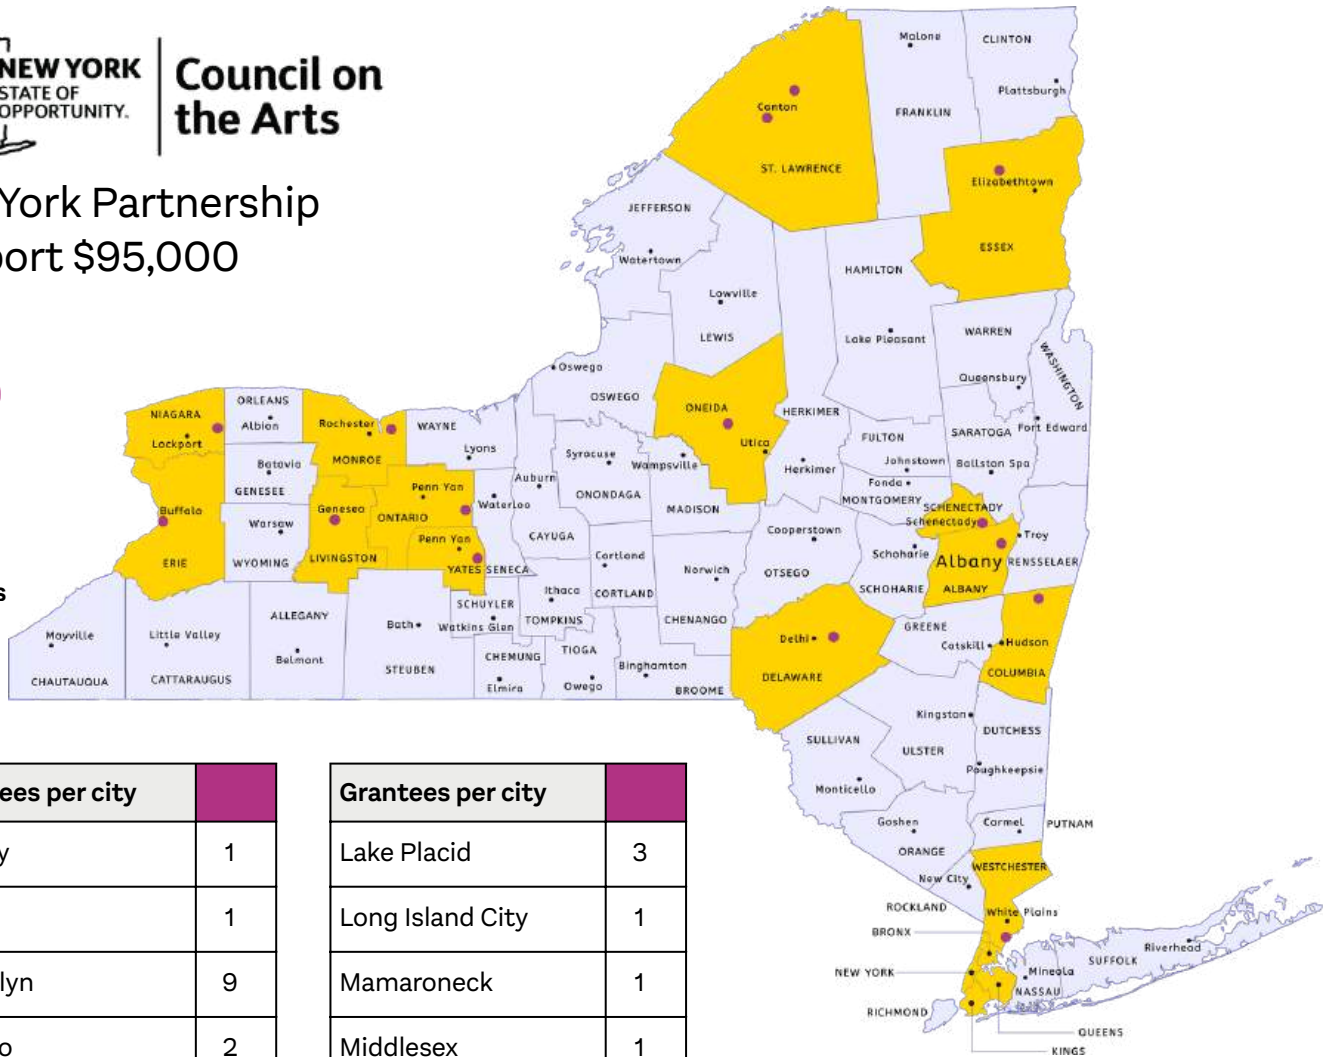 NEW YORK
STATE OF
OPPORTUNITY.
Council on
the Arts
York Partnership
$95,000
Malone
CLINTON
Plattsburgh
FRANKLIN
Canton
ST. LAWRENCE
Elizabethtown
ESSEX
JEFFERSON
Watertown
HAMILTON
Lowville
LEWIS
Lake Pleasant
WARREN
WASHINGTON
Queensbury
Oswego
OSWEGO
ONEIDA
Utica
HERKIMER
Herkimer
FULTON
Johnstown
SARATOGA
Fort Edward
Ballston Spa
Fonda
MONTGOMERY
SCHENECTADY
Schenectady
NIAGARA
Lockport
ORLEANS
Albion
Rochester
MONROE
WAYNE
Lyons
Batavia
GENESEE
Penn Yan
ONTARIO
Waterloo
Auburn
Syracuse
ONONDAGA
Wampsville
MADISON
Buffalo
ERIE
Warsaw
WYOMING
Geneseo
LIVINGSTON
Penn Yan
YATES
SENECA
CAYUGA
Cortland
CORTLAND
Norwich
CHENANGO
Cooperstown
OTSEGO
Schoharie
SCHOHARIE
Albany
ALBANY
Troy
RENSSELAER
Mayville
CHAUTAUQUA
Little Valley
CATTARAUGUS
ALLEGANY
Belmont
Bath
STEUBEN
SCHUYLER
Watkins Glen
Ithaca
TOMPKINS
CHEMUNG
Elmira
TIOGA
Owego
Binghamton
BROOME
Delhi
DELAWARE
GREENE
Catskill
Hudson
COLUMBIA
Kingston
ULSTER
DUTCHESS
Poughkeepsie
SULLIVAN
Monticello
Goshen
ORANGE
Carmel
PUTNAM
WESTCHESTER
New City
ROCKLAND
White Plains
BRONX
NEW YORK
RICHMOND
Mineola
NASSAU
SUFFOLK
Riverhead
QUEENS
KINGS
per city
1
1
9
2
Grantees per city
Lake Placid 3
Long Island City 1
Mamaroneck 1
Middlesex 1